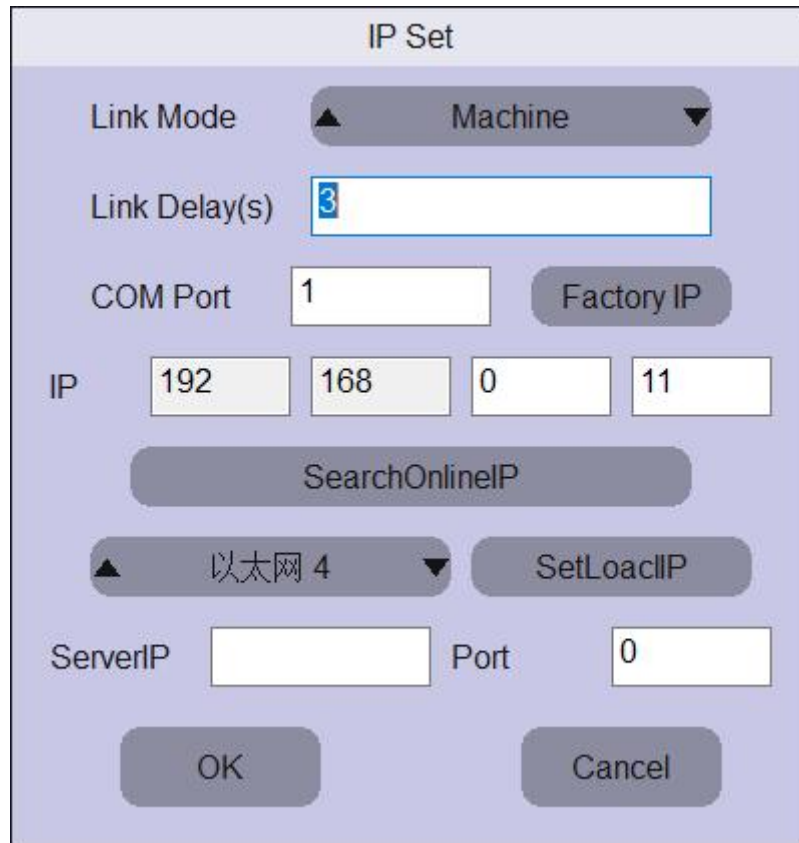 IP Set
Link Mode ▲ Machine ▼
Link Delay(s) 3
COM Port 1 Factory IP
IP 192 168 0 11
SearchOnlineIP
▲ 以太网 4 ▼ SetLoaclIP
ServerIP Port 0
OK Cancel